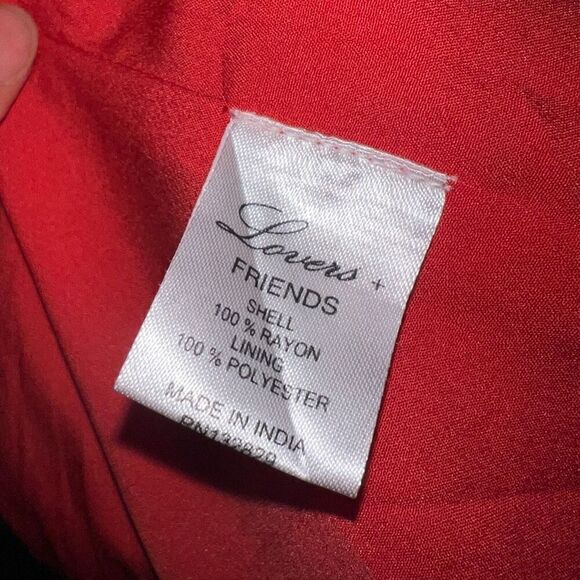 Lovers +
FRIENDS
SHELL
100 % RAYON
LINING
100 % POLYESTER
MADE IN INDIA